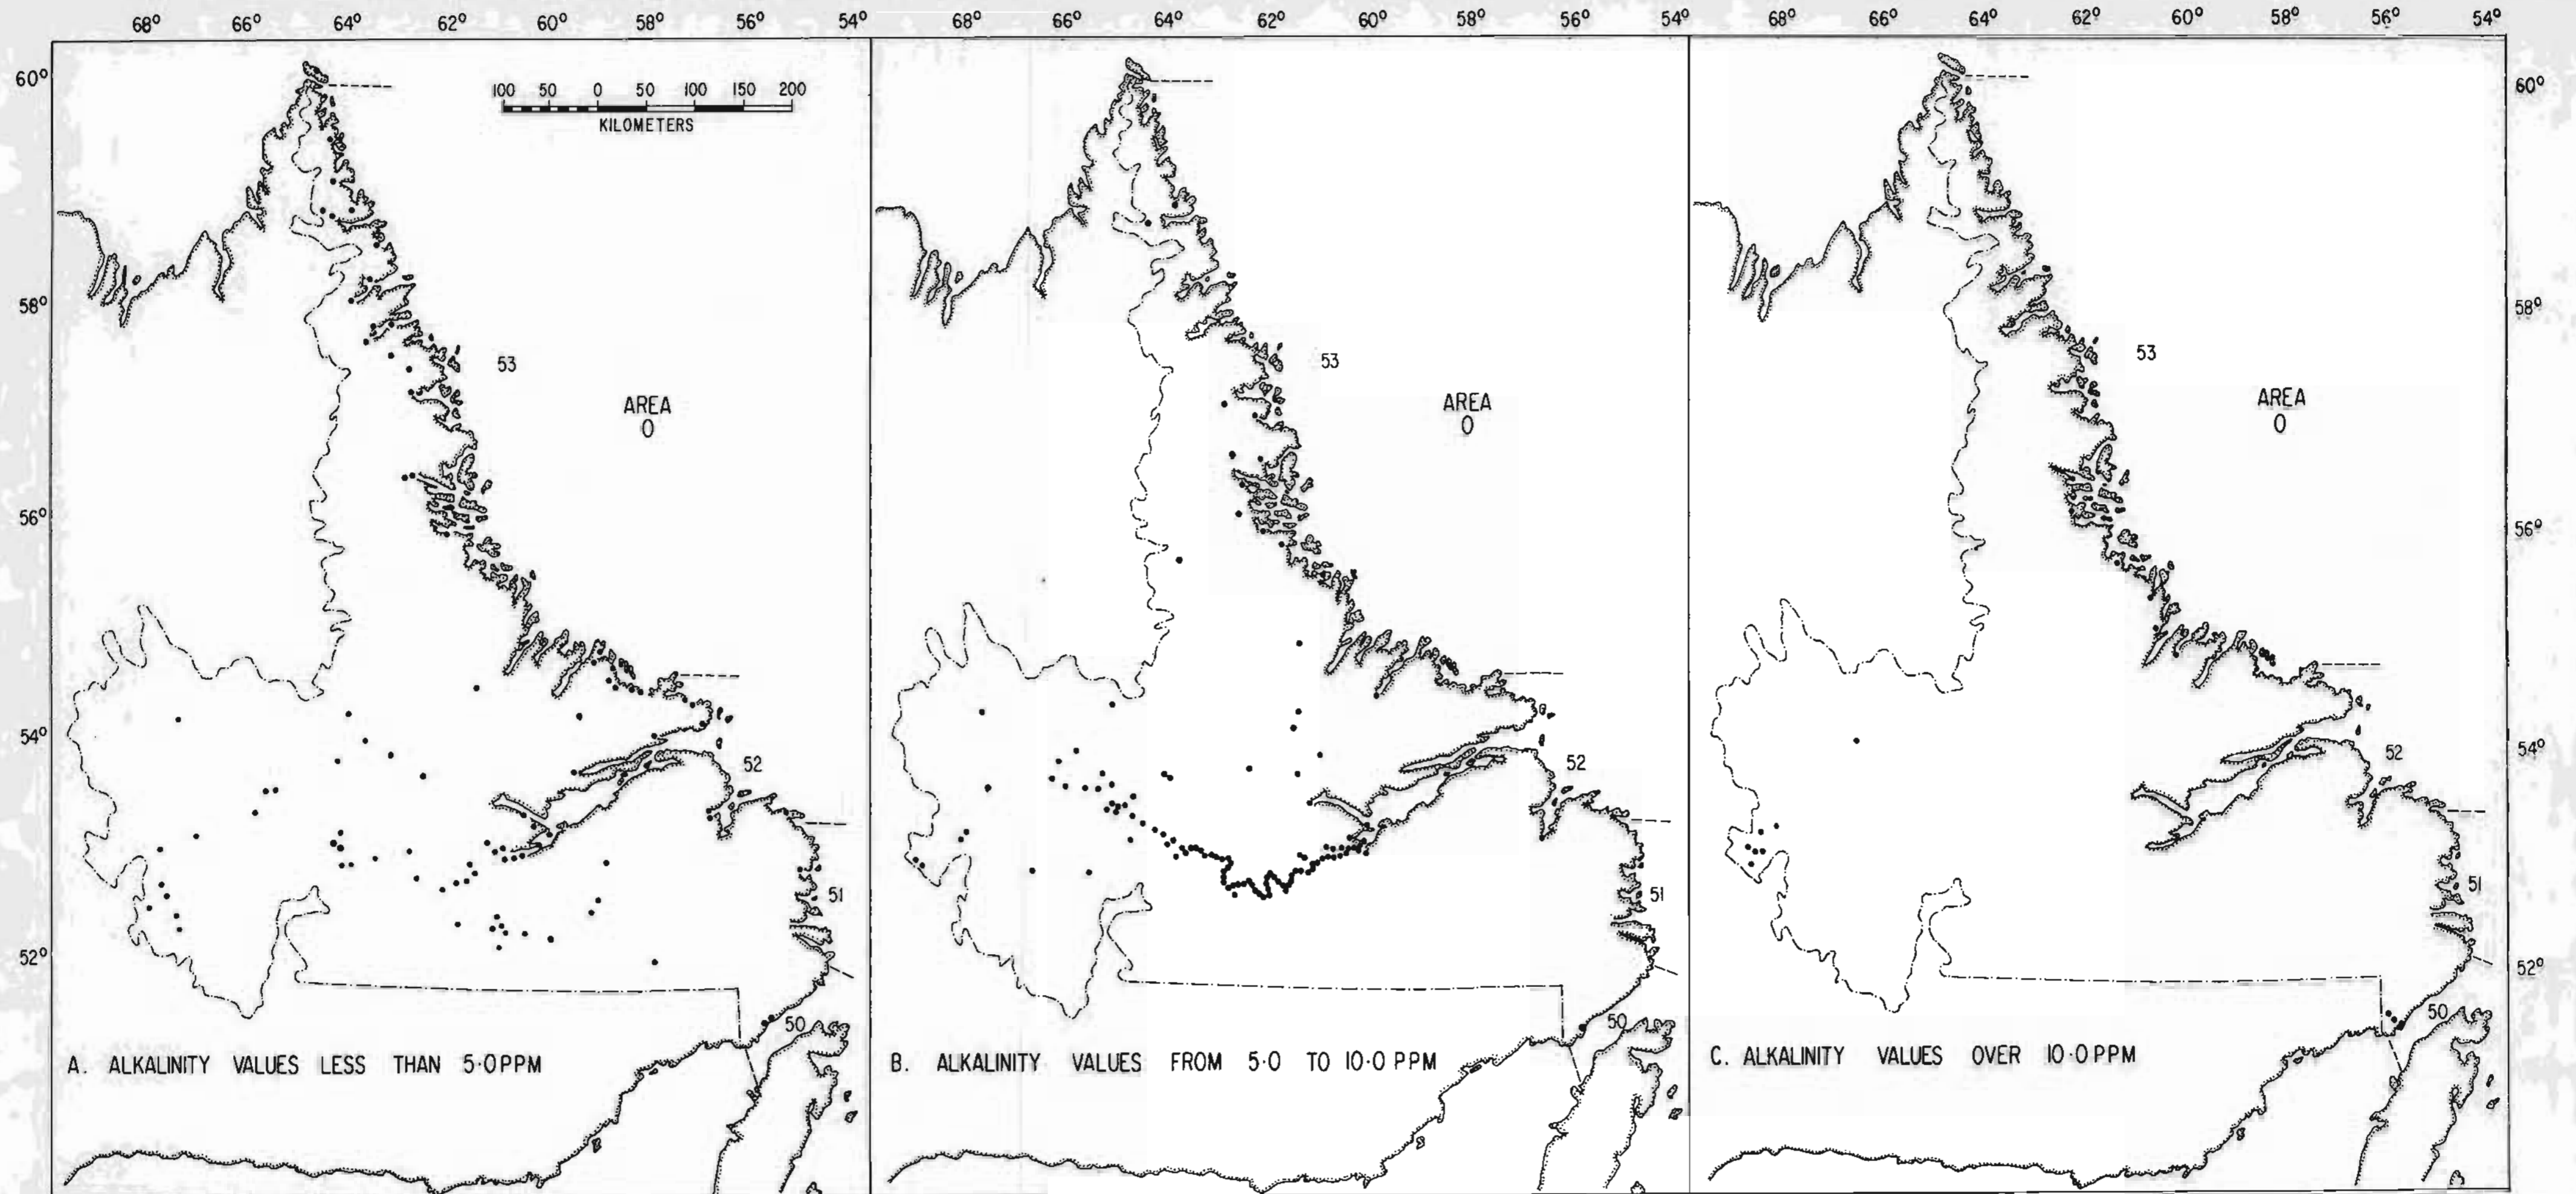 68° 66° 64° 62° 60° 58° 56° 54° 68° 66° 64° 62° 60° 58° 56° 54° 68° 66° 64° 62° 60° 58° 56° 54°
60° 60°
100 50 0 50 100 150 200
KILOMETERS
58° 58°
53 53 53
AREA AREA AREA
0 0 0
56° 56°
54° 54°
52 52 52
51 51 51
52° 52°
50 50 50
A. ALKALINITY VALUES LESS THAN 5·0 PPM
B. ALKALINITY VALUES FROM 5·0 TO 10·0 PPM
C. ALKALINITY VALUES OVER 10·0 PPM